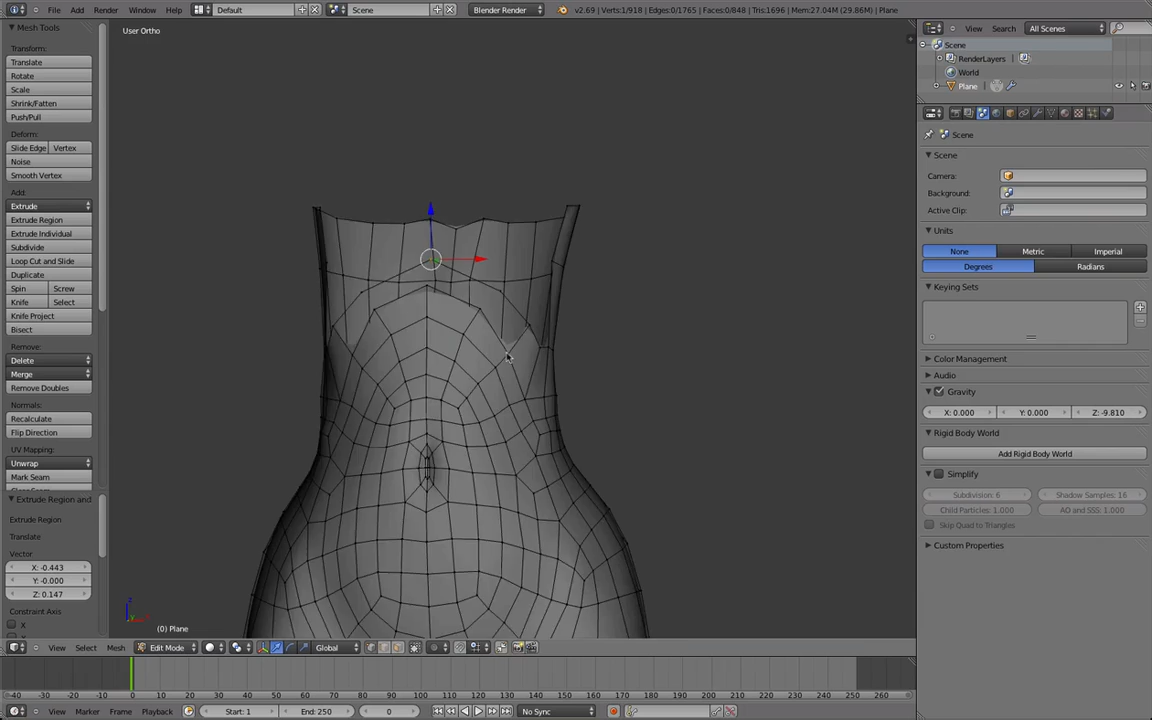 File Add Render Window Help Default Scene Blender Render v2.69 | Verts:1/918 | Edges:0/1765 | Faces:0/848 | Tris:1696 | Mem:27.04M (29.86M) | Plane
Mesh Tools
Transform:
Translate
Rotate
Scale
Shrink/Fatten
Push/Pull
Deform:
Slide Edge Vertex
Noise
Smooth Vertex
Add:
Extrude
Extrude Region
Extrude Individual
Subdivide
Loop Cut and Slide
Duplicate
Spin Screw
Knife Select
Knife Project
Bisect
Remove:
Delete
Merge
Remove Doubles
Normals:
Recalculate
Flip Direction
UV Mapping:
Unwrap
Mark Seam
Extrude Region and
Extrude Region
Translate
Vector
X: -0.443
Y: -0.000
Z: 0.147
Constraint Axis
X
User Ortho
(0) Plane
View Search All Scenes
Scene
RenderLayers
World
Plane
Scene
Scene
Camera:
Background:
Active Clip:
Units
None Metric Imperial
Degrees Radians
Keying Sets
Color Management
Audio
Gravity
X: 0.000 Y: 0.000 Z: -9.810
Rigid Body World
Add Rigid Body World
Simplify
Subdivision: 6 Shadow Samples: 16
Child Particles: 1.000 AO and SSS: 1.000
Skip Quad to Triangles
Custom Properties
View Select Mesh Edit Mode Global
-40 -30 -20 -10 0 10 20 30 40 50 60 70 80 90 100 110 120 130 140 150 160 170 180 190 200 210 220 230 240 250 260
View Marker Frame Playback Start: 1 End: 250 0 No Sync